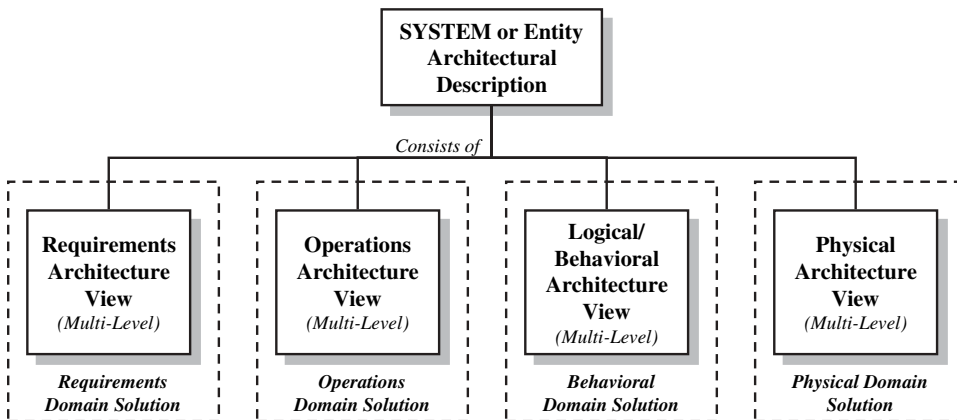 SYSTEM or Entity
Architectural
Description
Consists of
Requirements
Architecture
View
(Multi-Level)
Requirements
Domain Solution
Operations
Architecture
View
(Multi-Level)
Operations
Domain Solution
Logical/
Behavioral
Architecture
View
(Multi-Level)
Behavioral
Domain Solution
Physical
Architecture
View
(Multi-Level)
Physical Domain
Solution